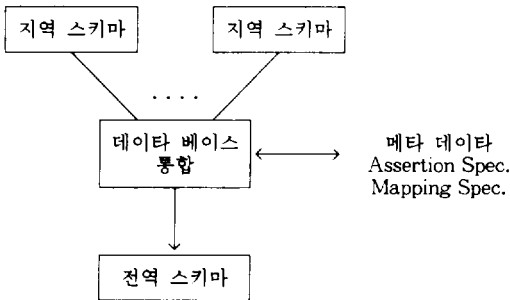 지역 스키마
지역 스키마
....
데이타 베이스
통합
메타 데이타
Assertion Spec.
Mapping Spec.
전역 스키마